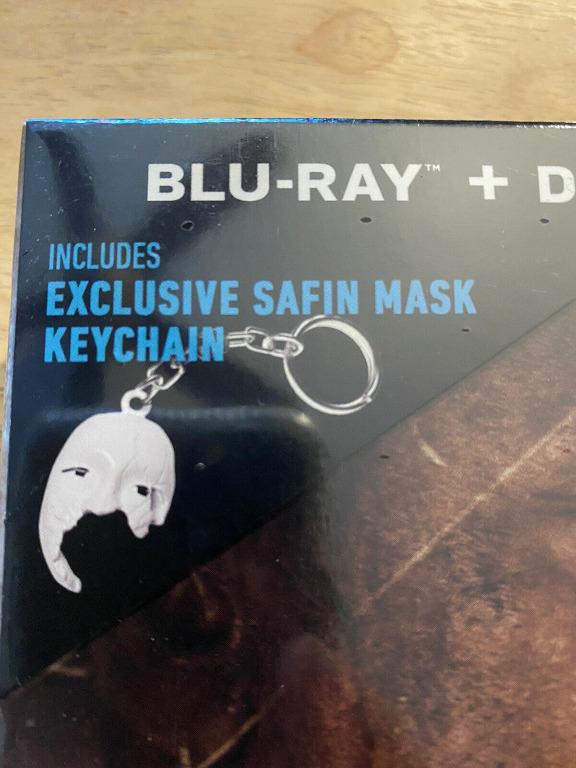 BLU-RAY™ + D
INCLUDES
EXCLUSIVE SAFIN MASK
KEYCHAIN